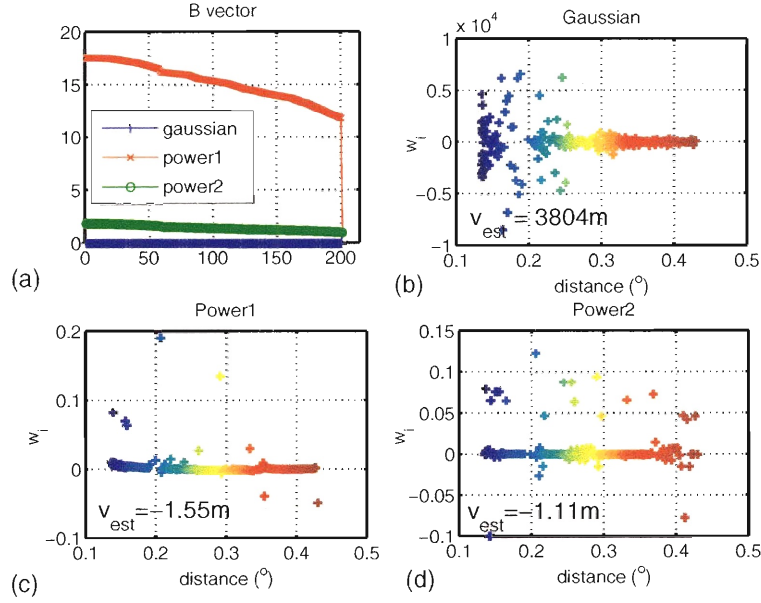 B vector
20
15
10
5
0
0 50 100 150 200
gaussian
power1
power2
(a)
Gaussian
1 x 10⁴
0.5
0
-0.5
-1
w_i
v_est = 3804m
0.1 0.2 0.3 0.4 0.5
distance (°)
(b)
Power1
0.2
0.1
0
-0.1
w_i
v_est=-1.55m
0.1 0.2 0.3 0.4 0.5
distance (°)
(c)
Power2
0.15
0.1
0.05
0
-0.05
-0.1
w_i
v_est=-1.11m
0.1 0.2 0.3 0.4 0.5
distance (°)
(d)